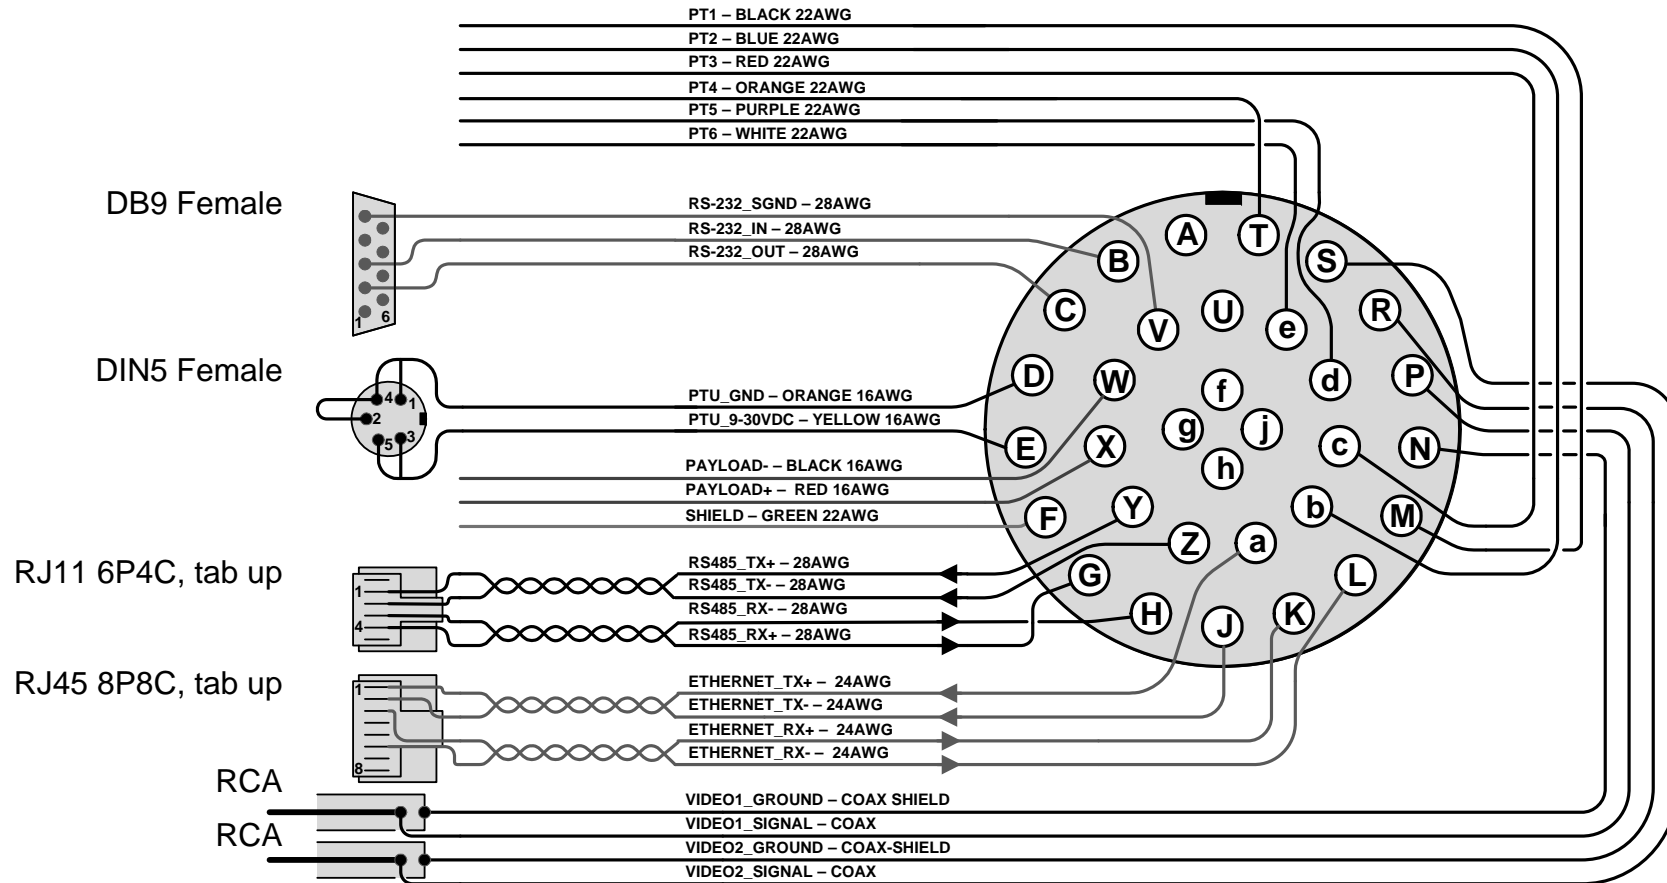 PT1 – BLACK 22AWG
PT2 – BLUE 22AWG
PT3 – RED 22AWG
PT4 – ORANGE 22AWG
PT5 – PURPLE 22AWG
PT6 – WHITE 22AWG
DB9 Female
1
6
RS-232_SGND – 28AWG
RS-232_IN – 28AWG
RS-232_OUT – 28AWG
DIN5 Female
4
1
2
5
3
PTU_GND – ORANGE 16AWG
PTU_9-30VDC – YELLOW 16AWG
PAYLOAD- – BLACK 16AWG
PAYLOAD+ – RED 16AWG
SHIELD – GREEN 22AWG
RJ11 6P4C, tab up
1
4
RS485_TX+ – 28AWG
RS485_TX- – 28AWG
RS485_RX- – 28AWG
RS485_RX+ – 28AWG
RJ45 8P8C, tab up
1
8
ETHERNET_TX+ – 24AWG
ETHERNET_TX- – 24AWG
ETHERNET_RX+ – 24AWG
ETHERNET_RX- – 24AWG
RCA
RCA
VIDEO1_GROUND – COAX SHIELD
VIDEO1_SIGNAL – COAX
VIDEO2_GROUND – COAX-SHIELD
VIDEO2_SIGNAL – COAX
A
T
B
S
C
V
U
e
R
D
W
f
d
P
g
j
E
X
h
c
N
F
Y
b
M
Z
a
G
L
H
J
K